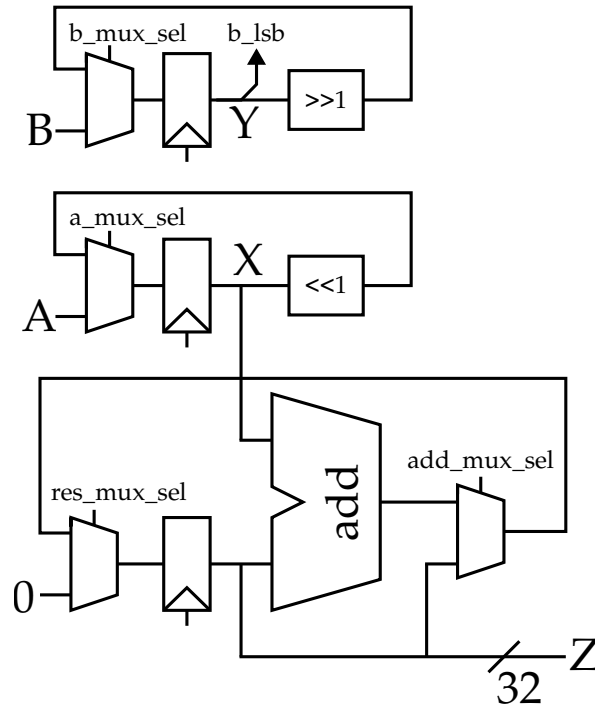 b_mux_sel
b_lsb
B
Y
>>1
a_mux_sel
X
A
<<1
add
add_mux_sel
res_mux_sel
0
Z
32